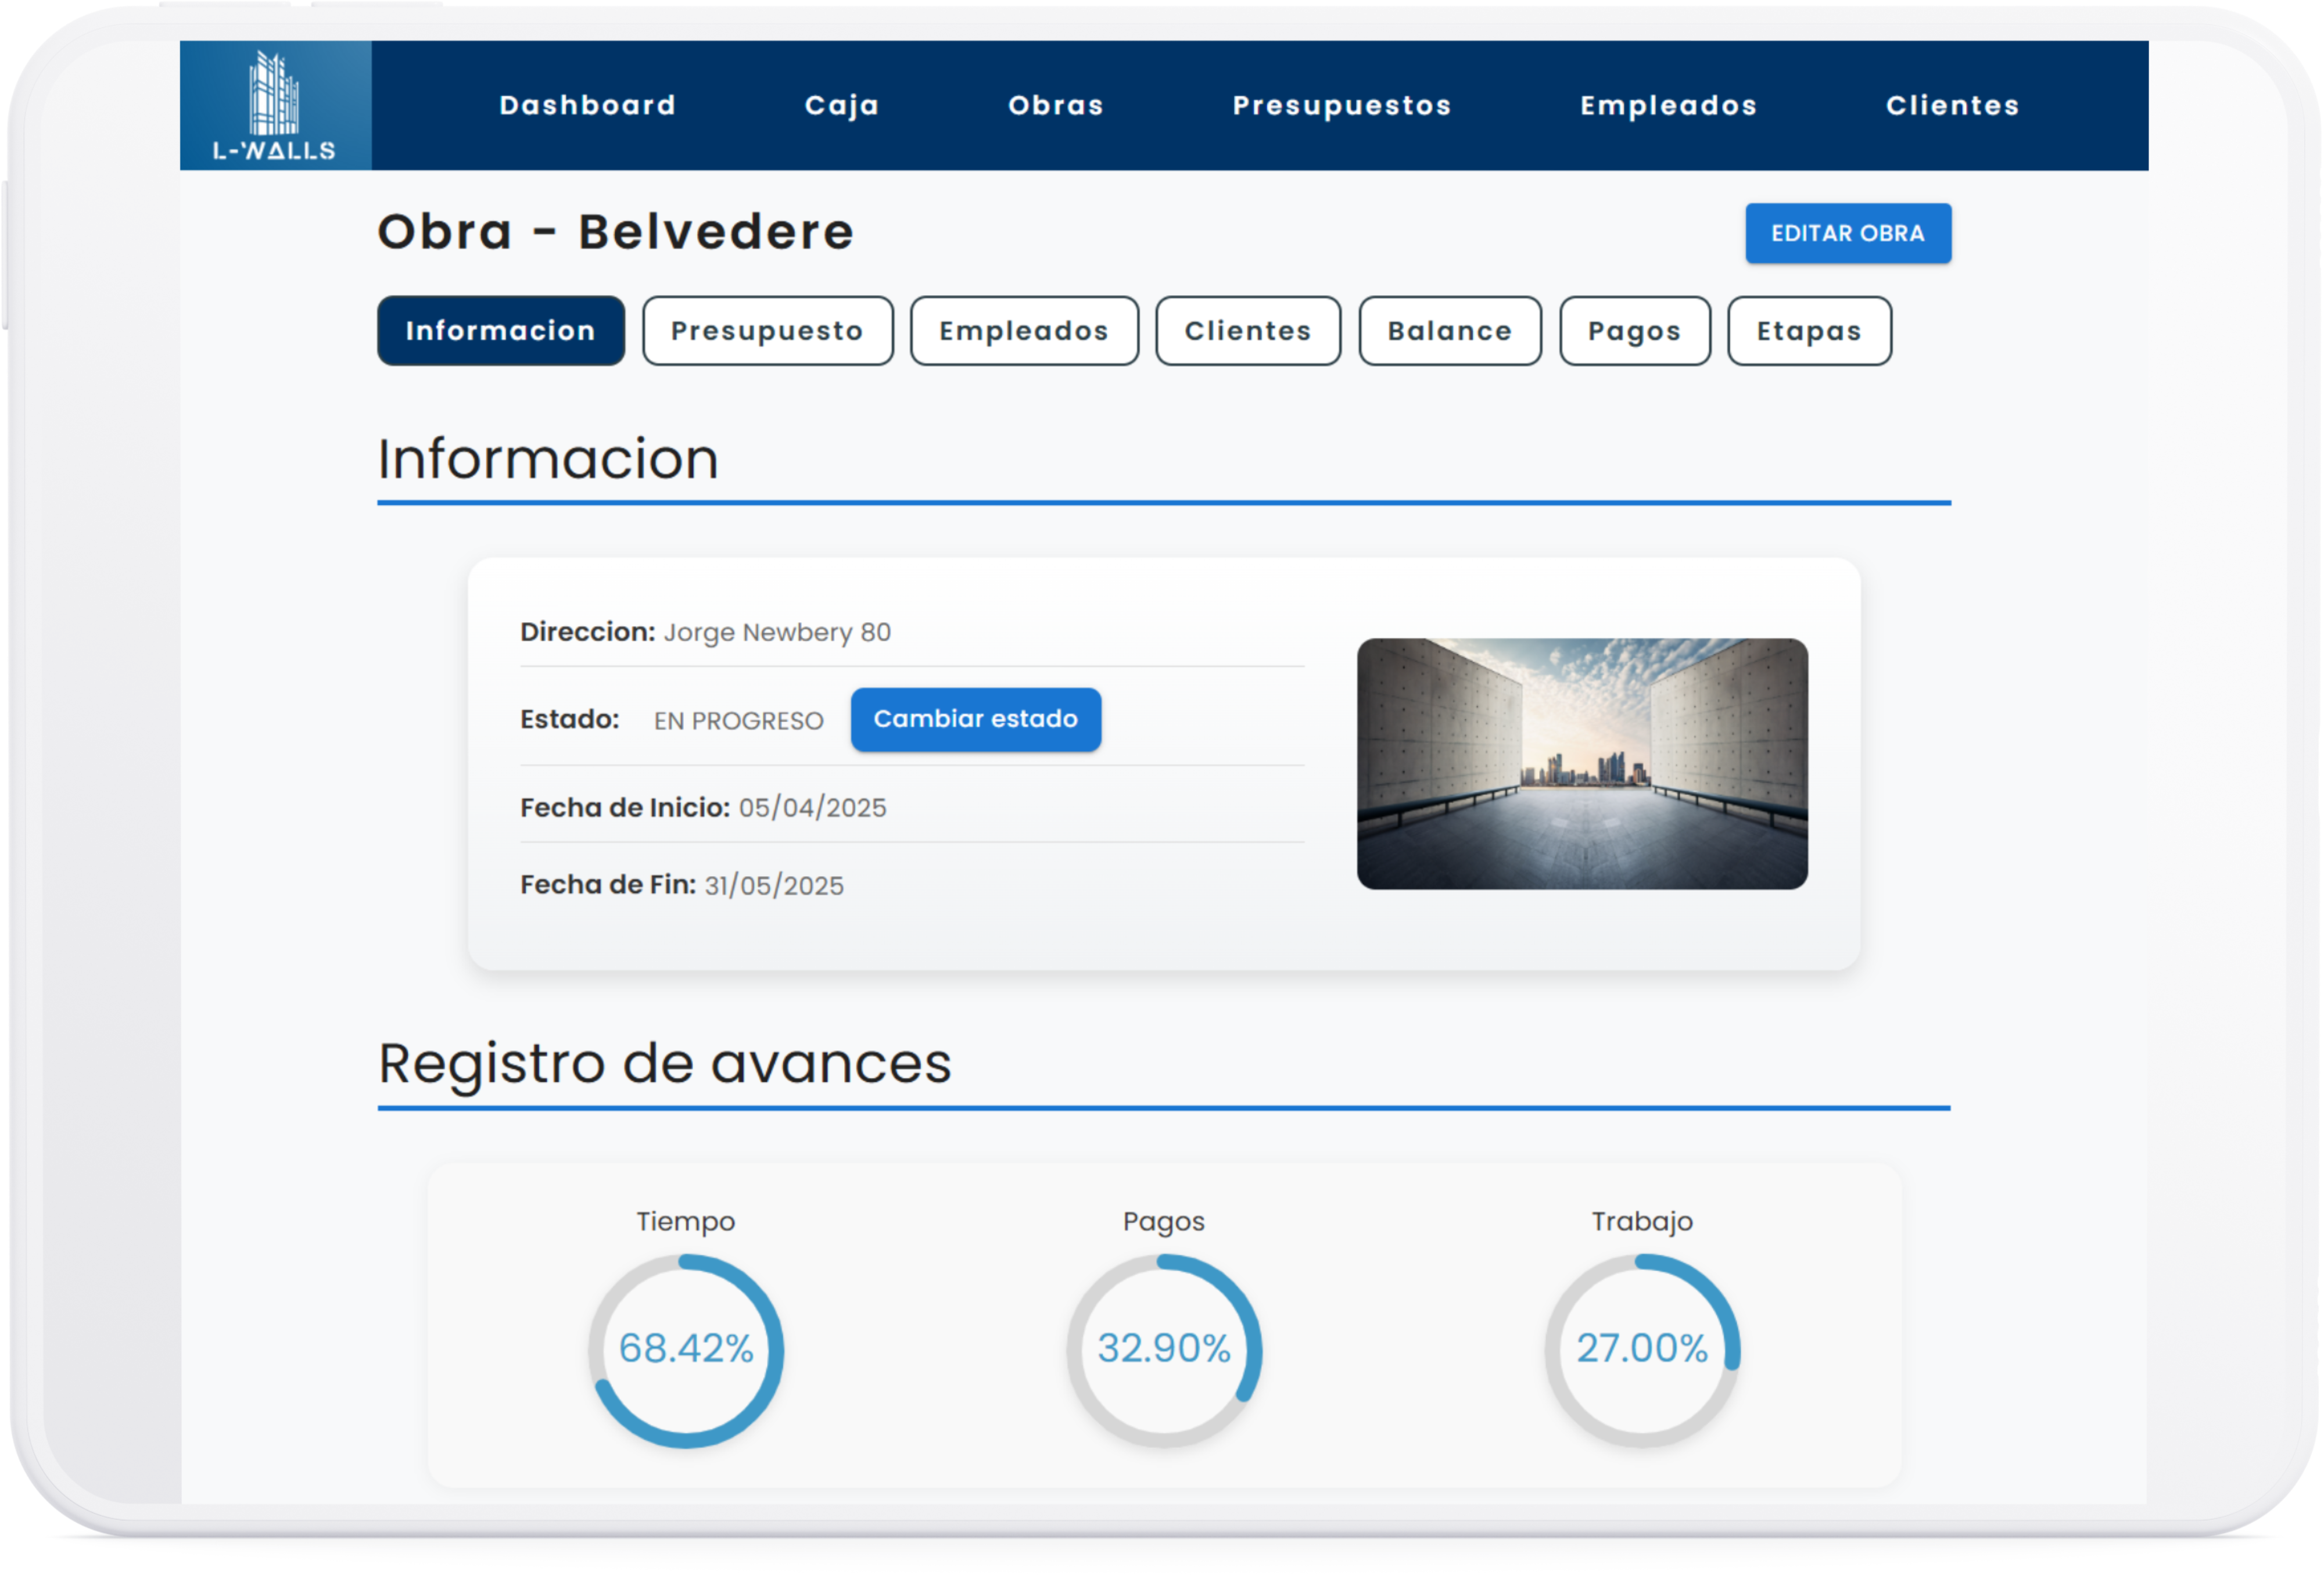 L-WALLS
Dashboard Caja Obras Presupuestos Empleados Clientes
Obra - Belvedere
EDITAR OBRA
Informacion Presupuesto Empleados Clientes Balance Pagos Etapas
Informacion
Direccion: Jorge Newbery 80
Estado: EN PROGRESO Cambiar estado
Fecha de Inicio: 05/04/2025
Fecha de Fin: 31/05/2025
Registro de avances
Tiempo Pagos Trabajo
68.42% 32.90% 27.00%